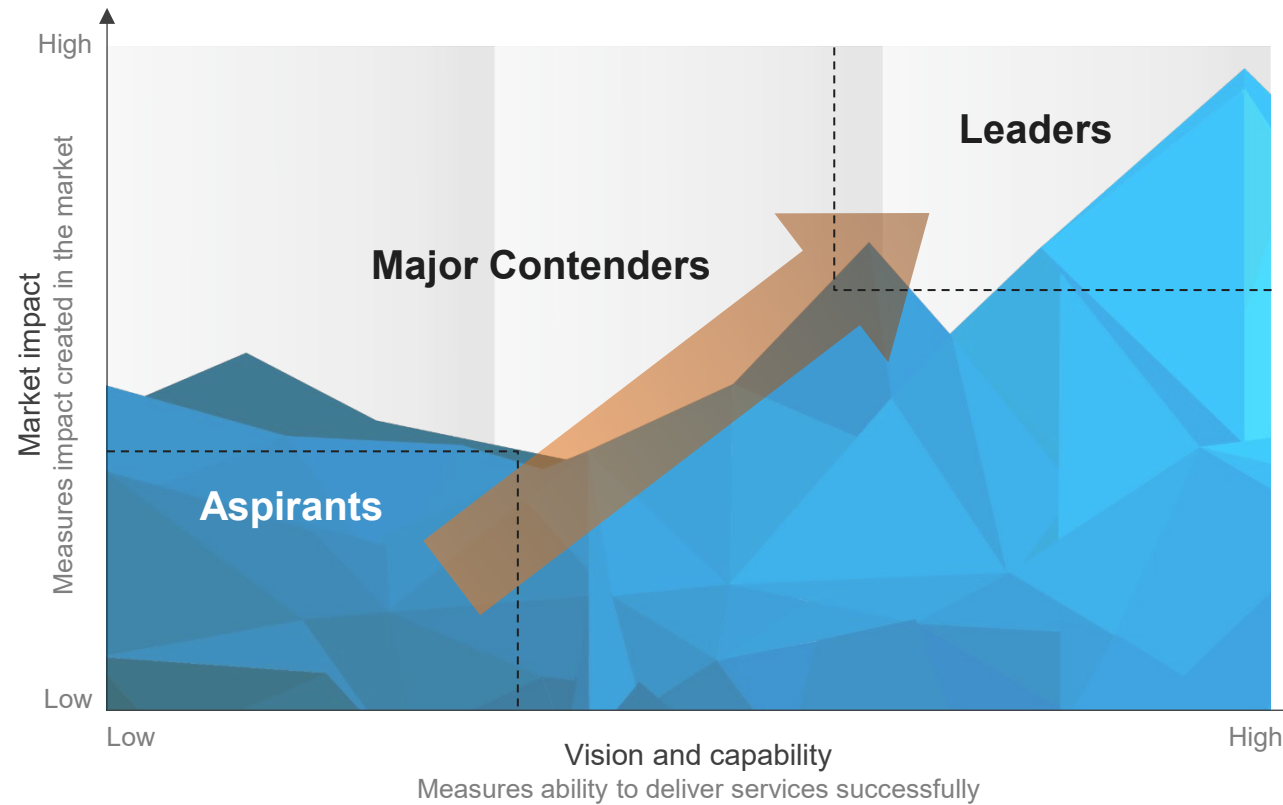 High
Leaders
Major Contenders
Market impact
Measures impact created in the market
Aspirants
Low
Low
High
Vision and capability
Measures ability to deliver services successfully